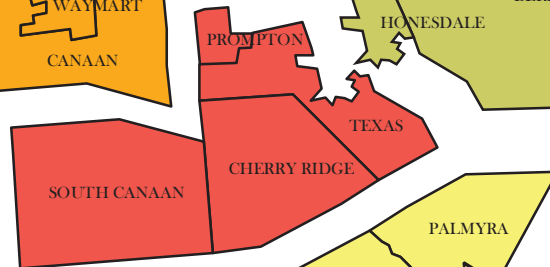 WAYMART
HONESDALE
PROMPTON
CANAAN
TEXAS
CHERRY RIDGE
SOUTH CANAAN
PALMYRA